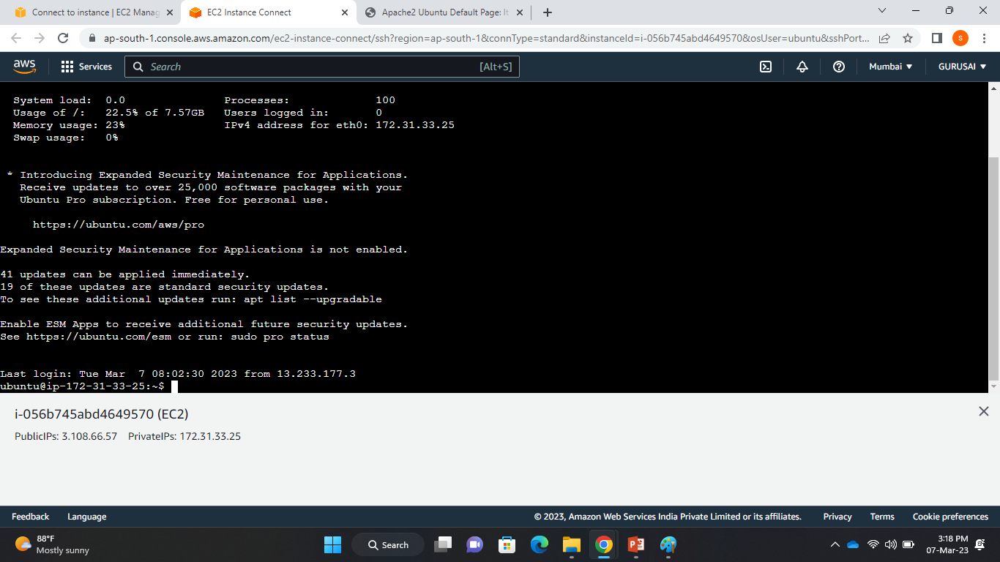 Connect to instance | EC2 Manag
EC2 Instance Connect
Apache2 Ubuntu Default Page: It
ap-south-1.console.aws.amazon.com/ec2-instance-connect/ssh?region=ap-south-1&connType=standard&instanceId=i-056b745abd4649570&osUser=ubuntu&sshPort...
S
aws
Services
Search
[Alt+S]
Mumbai
GURUSAI
System load: 0.0 Processes: 100
Usage of /: 22.5% of 7.57GB Users logged in: 0
Memory usage: 23% IPv4 address for eth0: 172.31.33.25
Swap usage: 0%
* Introducing Expanded Security Maintenance for Applications.
Receive updates to over 25,000 software packages with your
Ubuntu Pro subscription. Free for personal use.
https://ubuntu.com/aws/pro
Expanded Security Maintenance for Applications is not enabled.
41 updates can be applied immediately.
19 of these updates are standard security updates.
To see these additional updates run: apt list --upgradable
Enable ESM Apps to receive additional future security updates.
See https://ubuntu.com/esm or run: sudo pro status
Last login: Tue Mar  7 08:02:30 2023 from 13.233.177.3
ubuntu@ip-172-31-33-25:~$
i-056b745abd4649570 (EC2)
PublicIPs: 3.108.66.57 PrivateIPs: 172.31.33.25
Feedback
Language
© 2023, Amazon Web Services India Private Limited or its affiliates.
Privacy
Terms
Cookie preferences
88°F
Mostly sunny
Search
3:18 PM
07-Mar-23